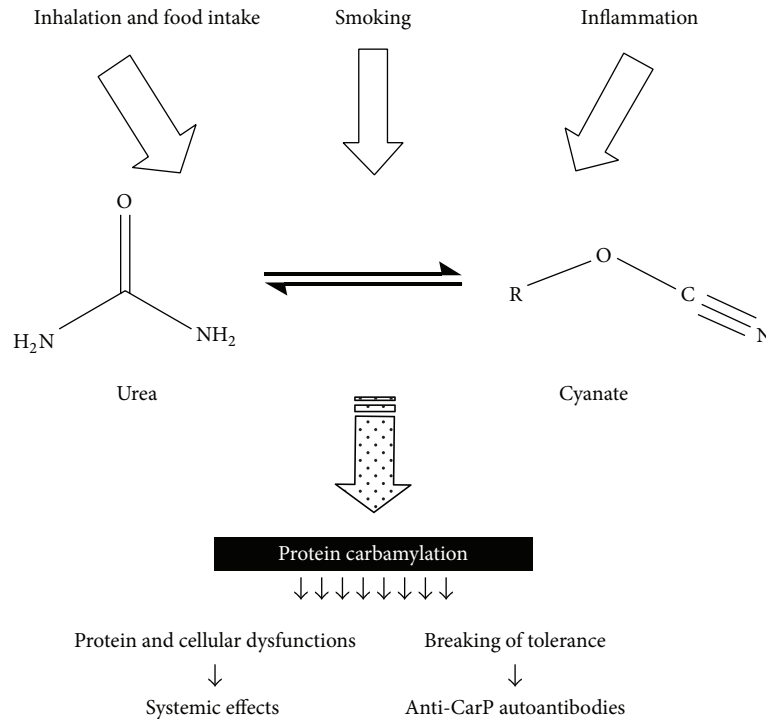 Inhalation and food intake
Smoking
Inflammation
O
H₂N
NH₂
Urea
R
O
C
N
Cyanate
Protein carbamylation
Protein and cellular dysfunctions
Breaking of tolerance
Systemic effects
Anti-CarP autoantibodies